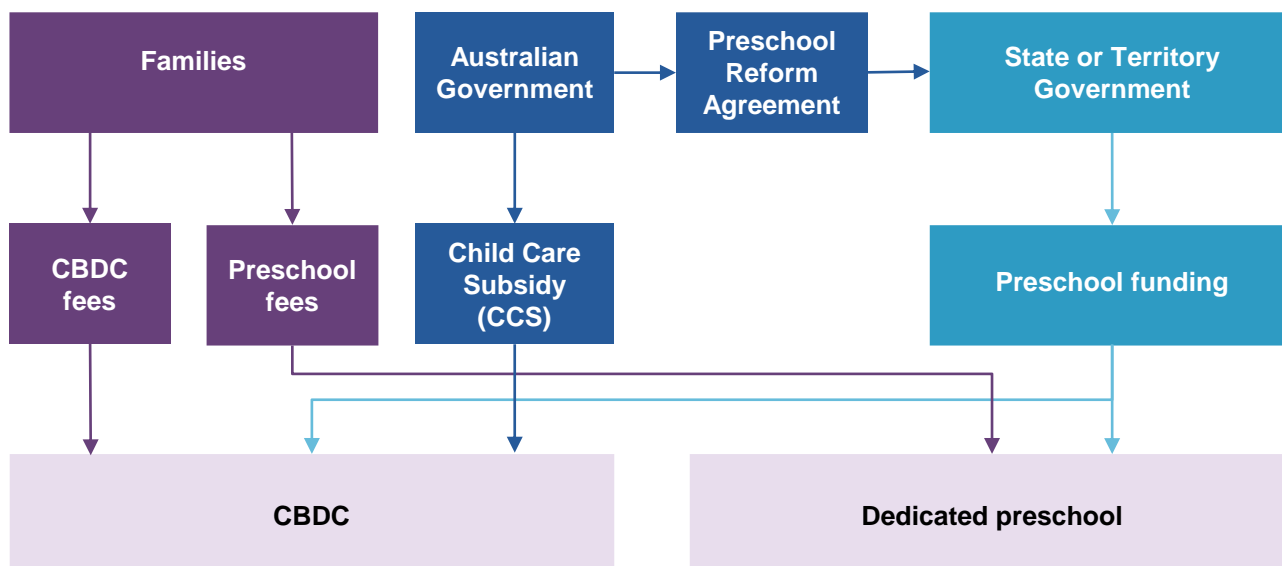 Families
Australian
Government
Preschool
Reform
Agreement
State or Territory
Government
CBDC
fees
Preschool
fees
Child Care
Subsidy
(CCS)
Preschool funding
CBDC
Dedicated preschool